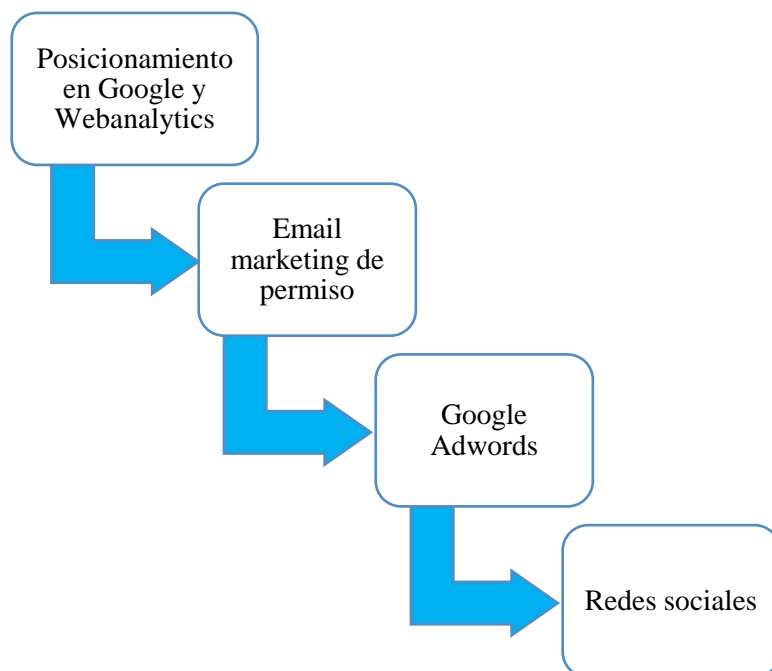 Posicionamiento
en Google y
Webanalytics
Email
marketing de
permiso
Google
Adwords
Redes sociales